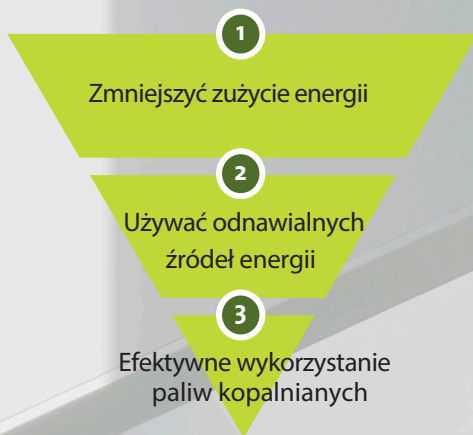 1
Zmniejszyć zużycie energii
2
Używać odnawialnych
źródeł energii
3
Efektywne wykorzystanie
paliw kopalnianych